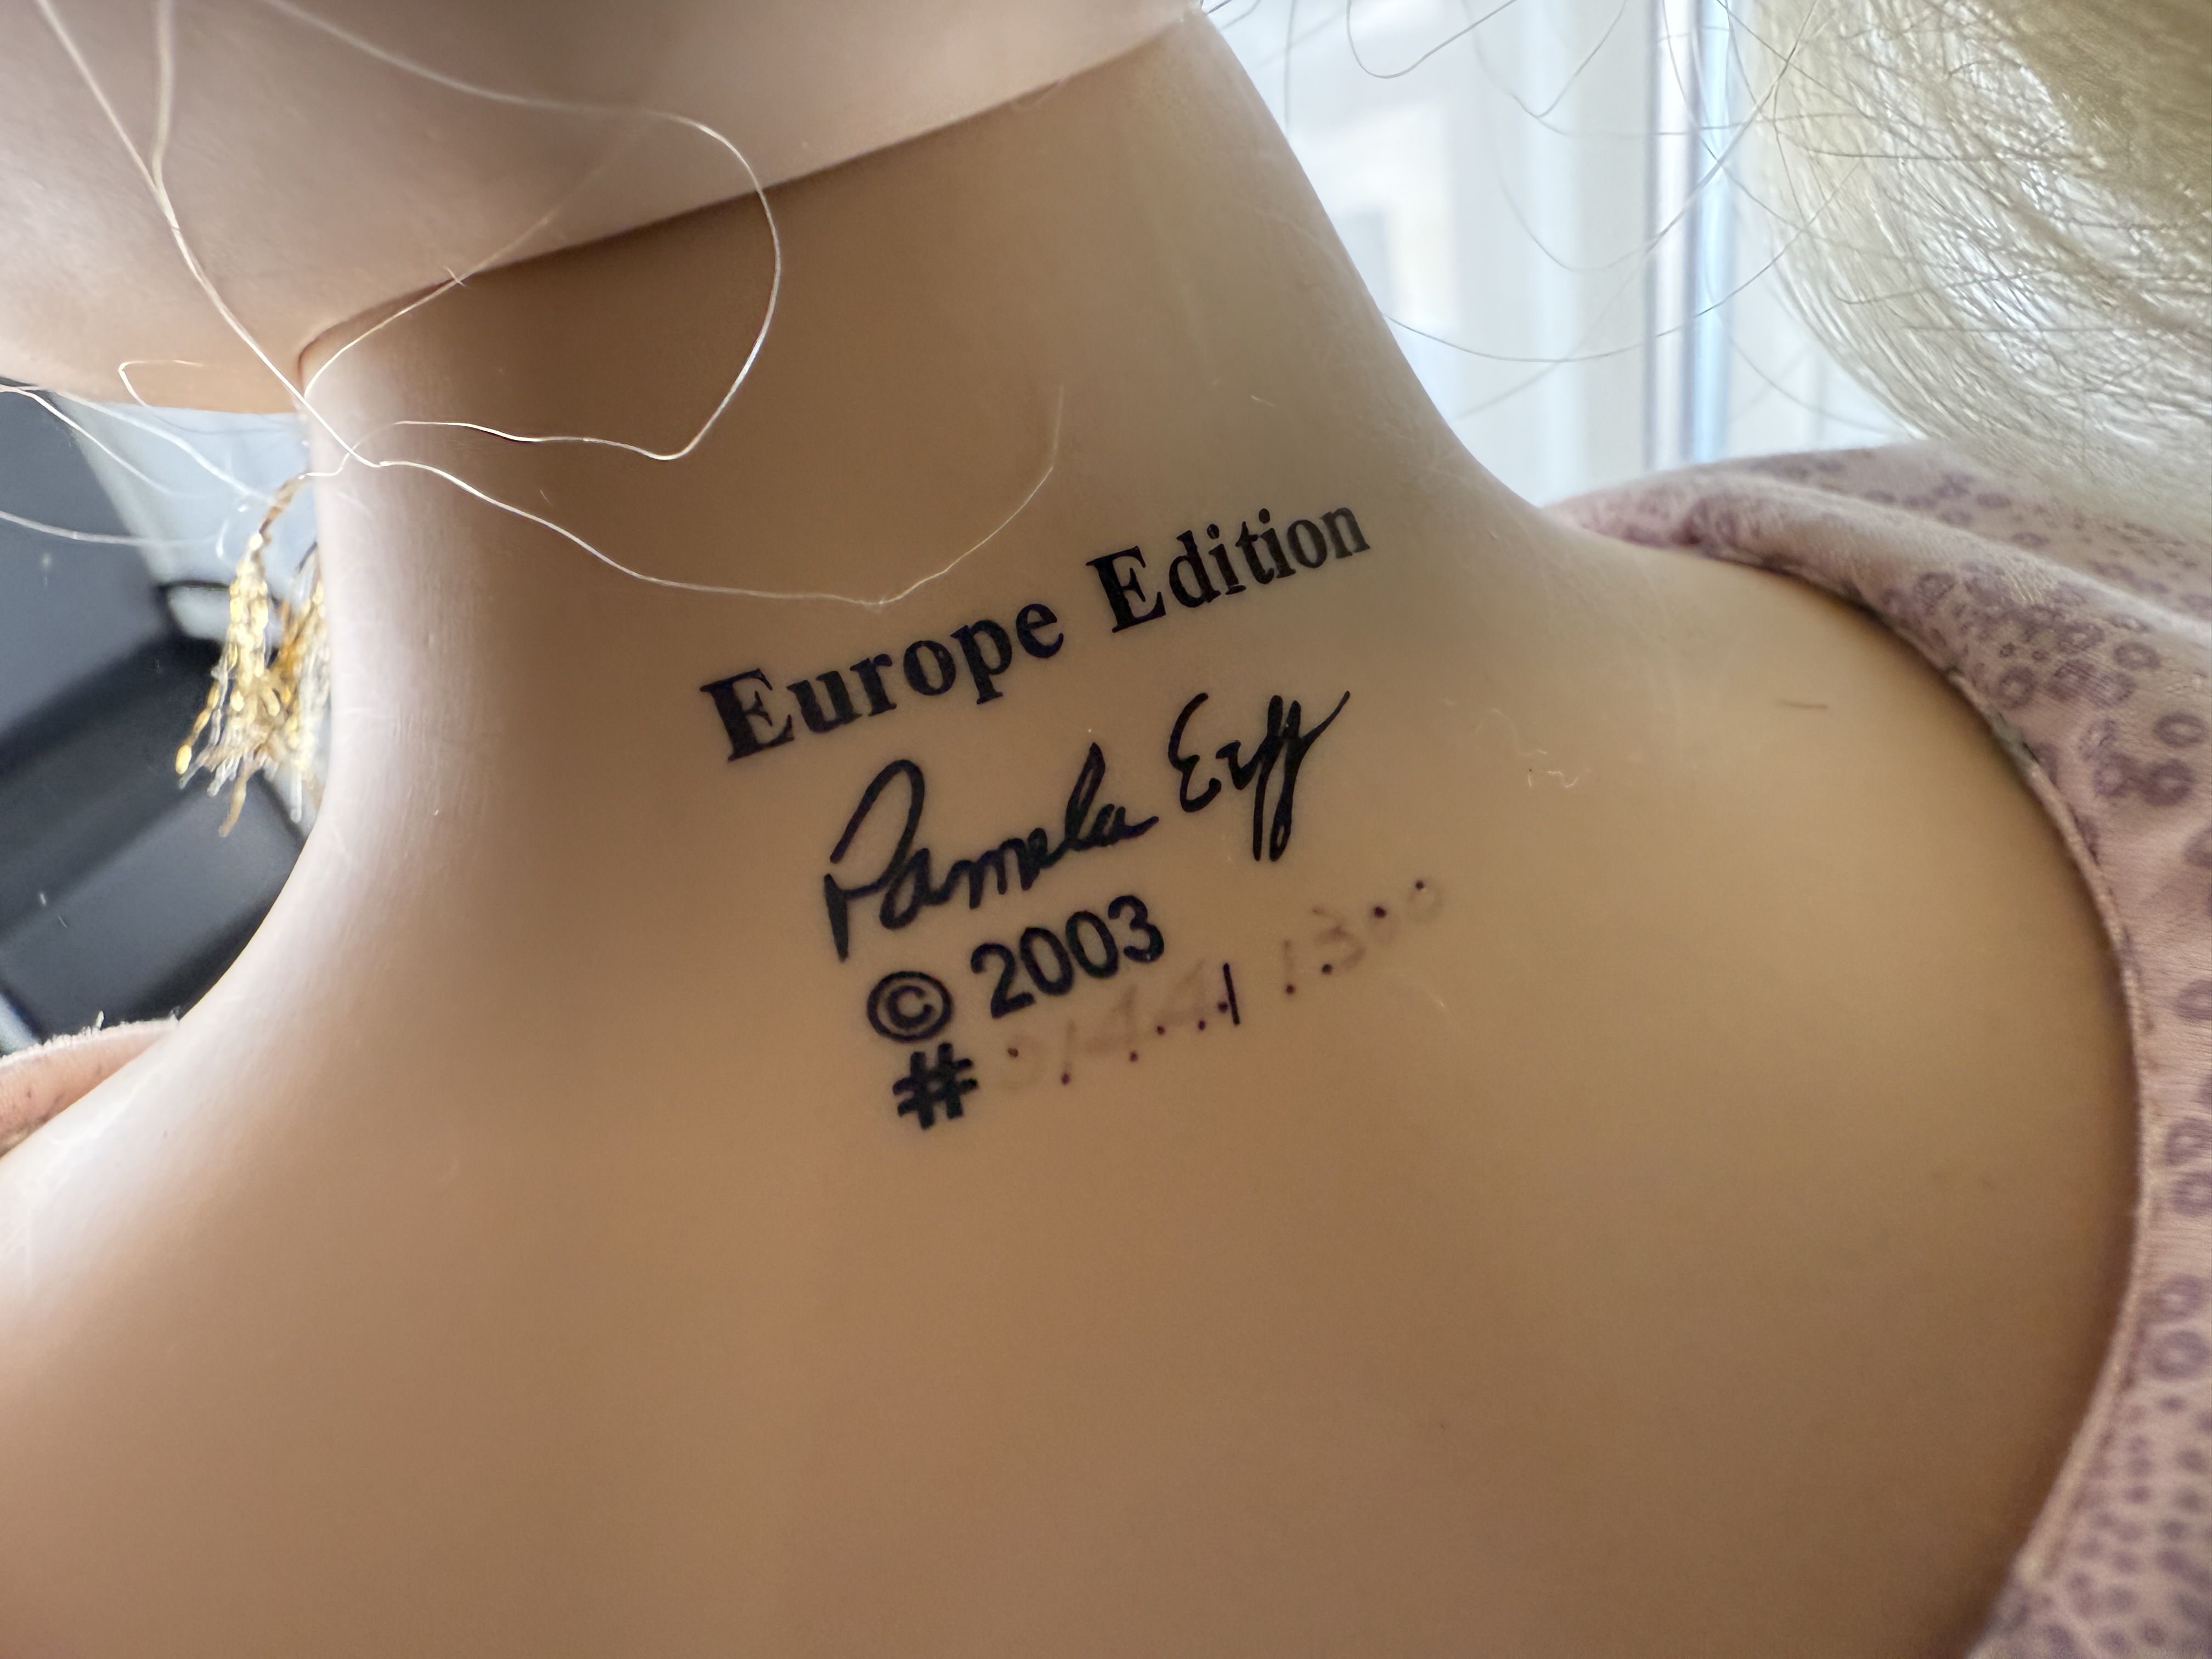 Europe Edition
Pamela Erff
© 2003
#